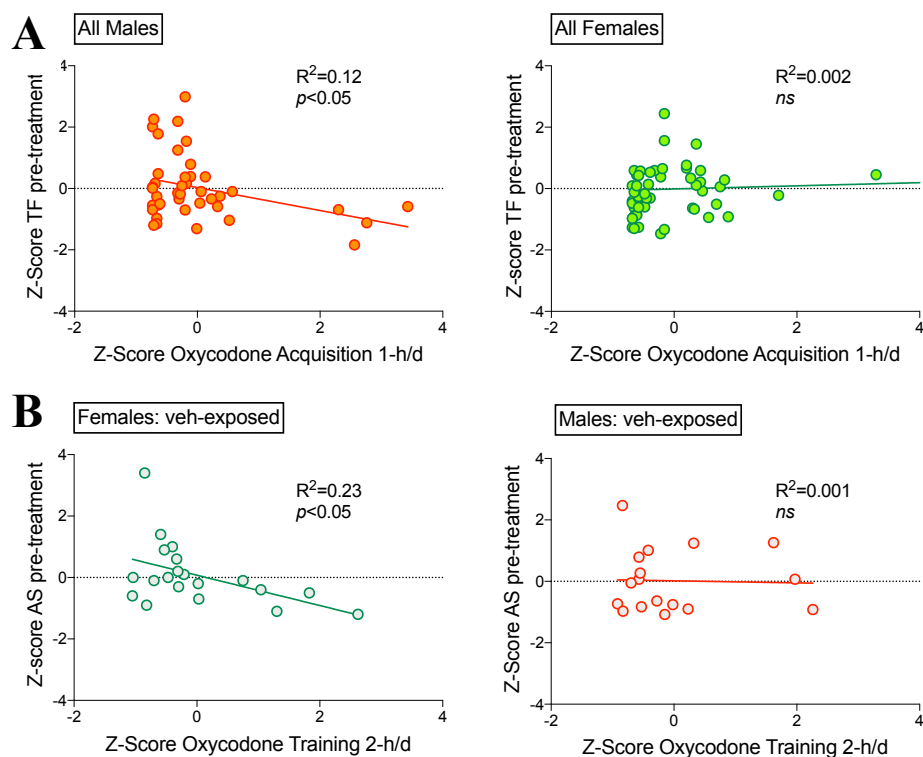 A
All Males
All Females
R²=0.12
p<0.05
R²=0.002
ns
Z-Score TF pre-treatment
4
2
0
-2
-4
-2
0
2
4
Z-Score Oxycodone Acquisition 1-h/d
Z-score TF pre-treatment
4
2
0
-2
-4
-2
0
2
4
Z-Score Oxycodone Acquisition 1-h/d
B
Females: veh-exposed
Males: veh-exposed
R²=0.23
p<0.05
R²=0.001
ns
Z-score AS pre-treatment
4
2
0
-2
-4
-2
0
2
4
Z-Score Oxycodone Training 2-h/d
Z-Score AS pre-treatment
4
2
0
-2
-4
-2
0
2
4
Z-Score Oxycodone Training 2-h/d